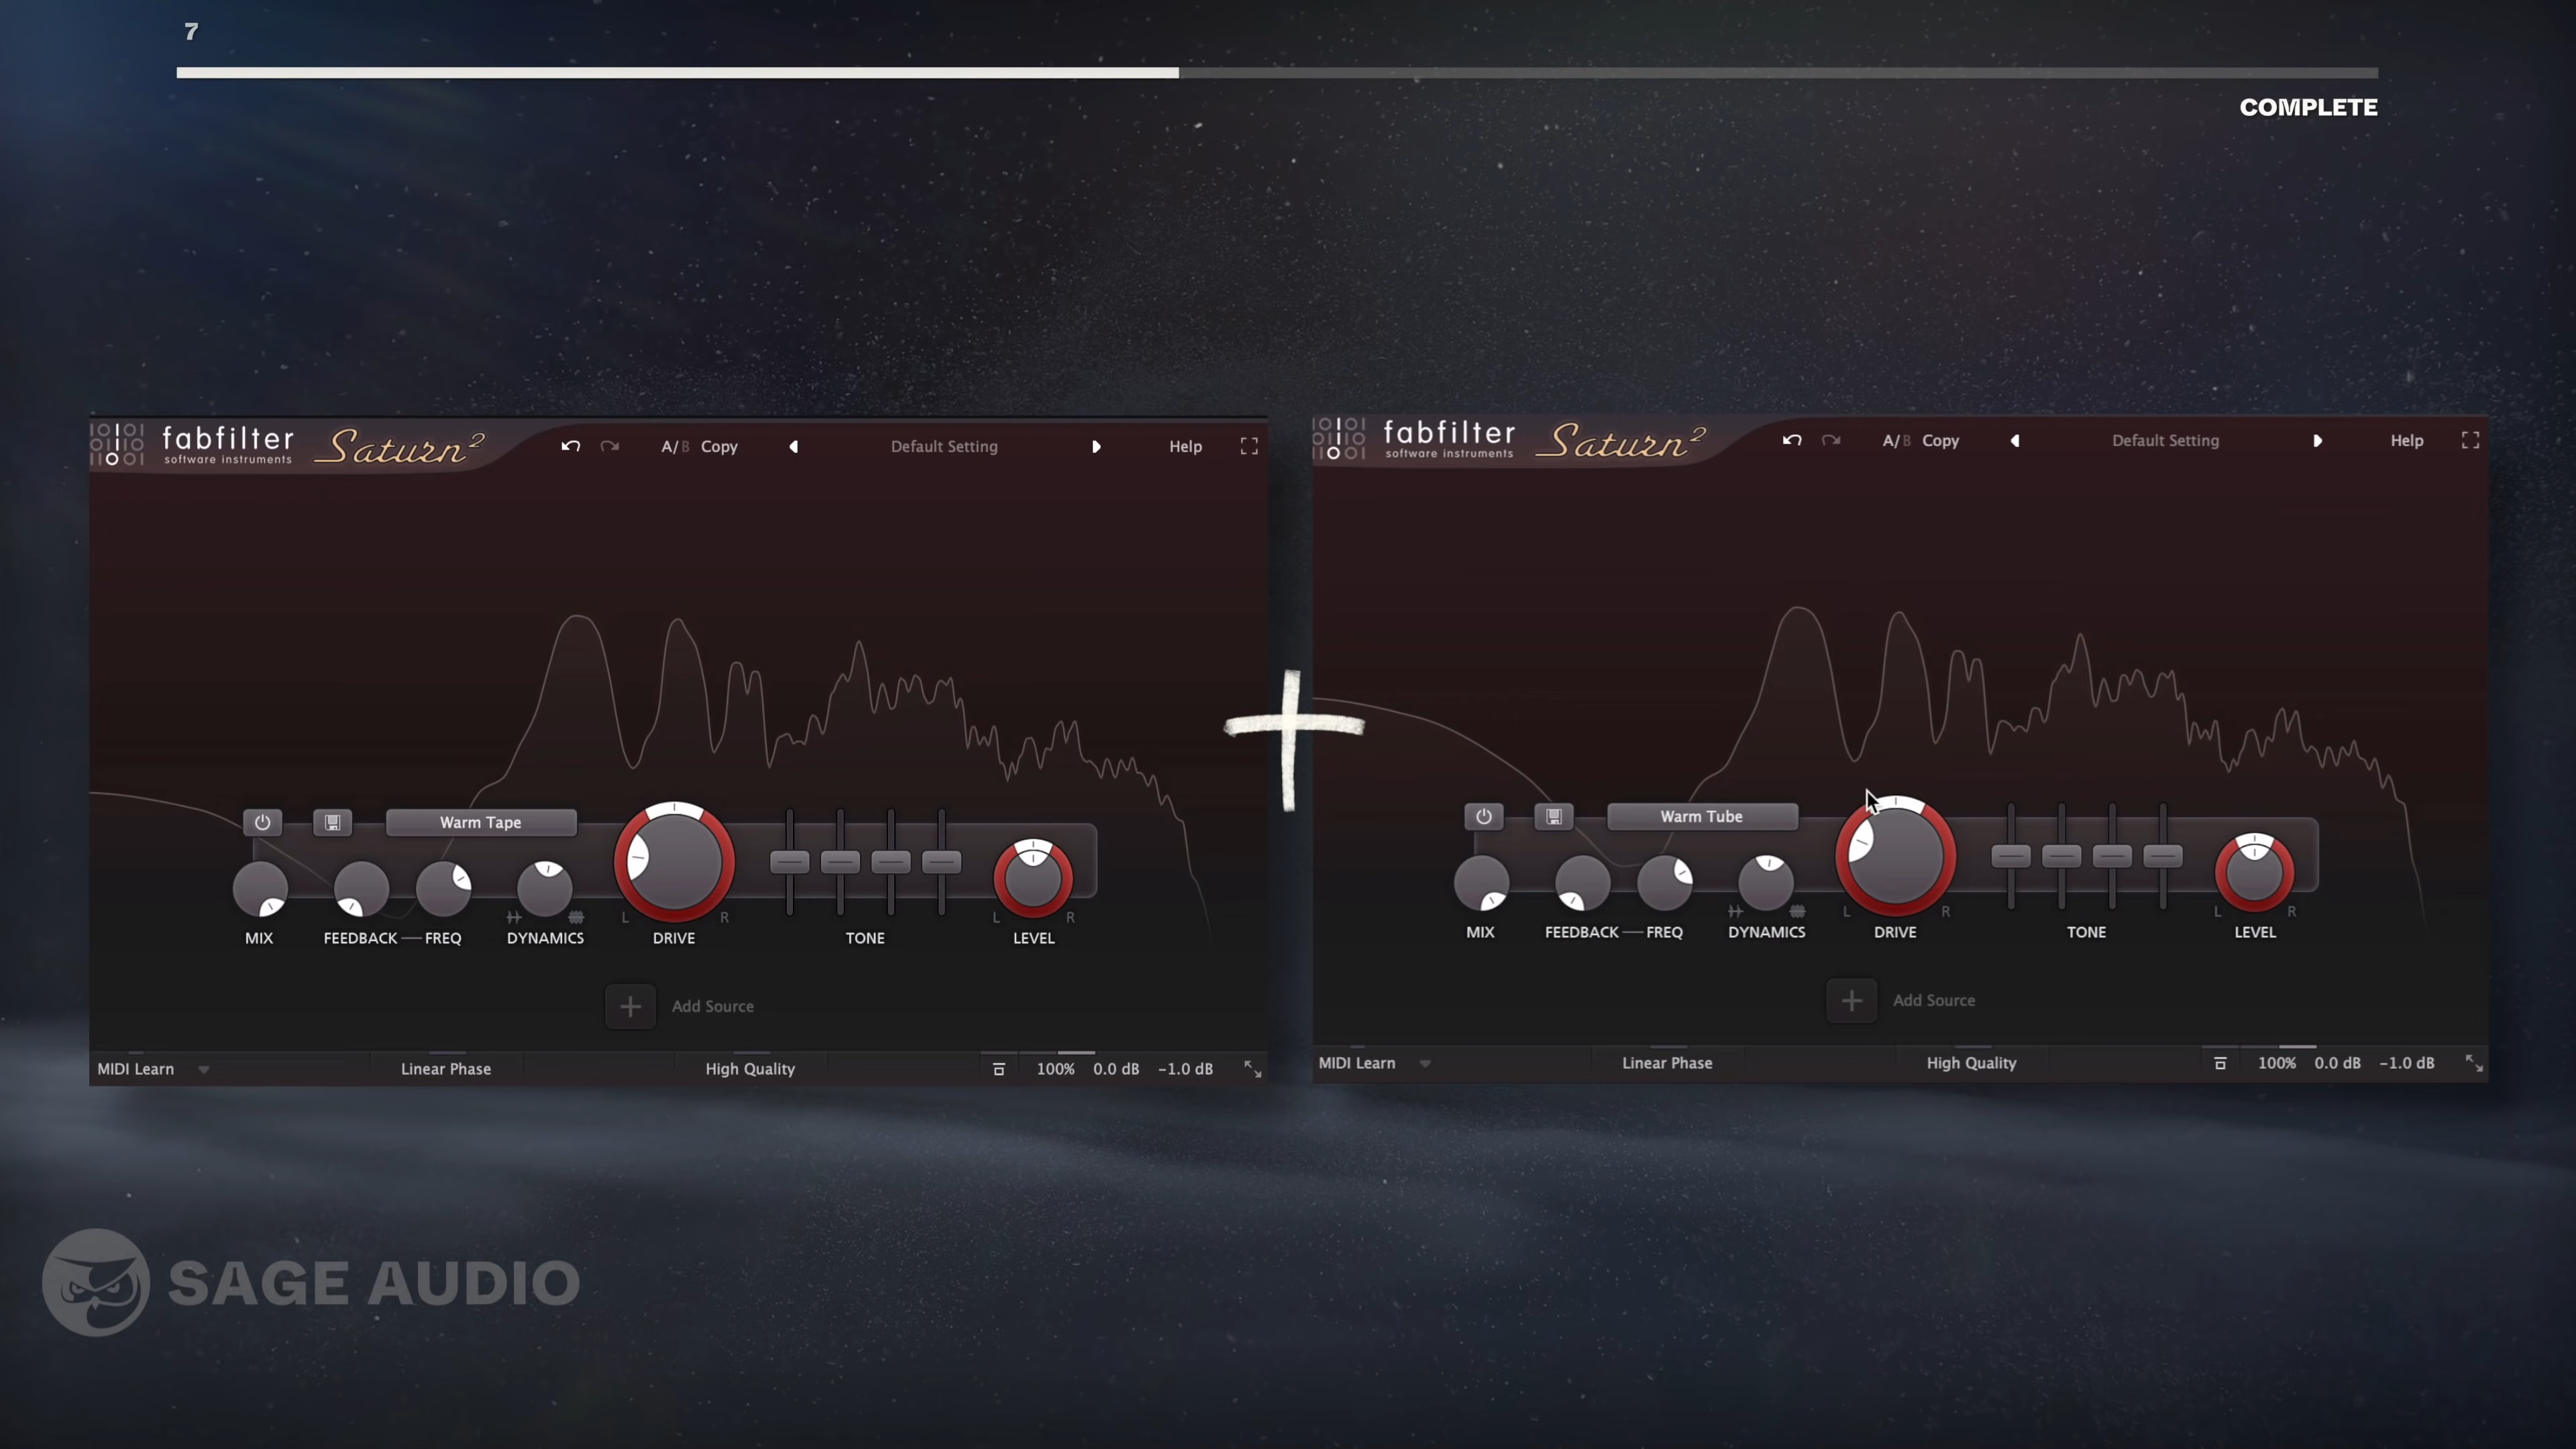 7
COMPLETE
fabfilter
software instruments
Saturn 2
A/B Copy
Default Setting
Help
Warm Tape
L R
L R
MIX FEEDBACK FREQ DYNAMICS DRIVE TONE LEVEL
+ Add Source
MIDI Learn Linear Phase High Quality 100% 0.0 dB -1.0 dB
+
fabfilter
software instruments
Saturn 2
A/B Copy
Default Setting
Help
Warm Tube
L R
L R
MIX FEEDBACK FREQ DYNAMICS DRIVE TONE LEVEL
+ Add Source
MIDI Learn Linear Phase High Quality 100% 0.0 dB -1.0 dB
SAGE AUDIO